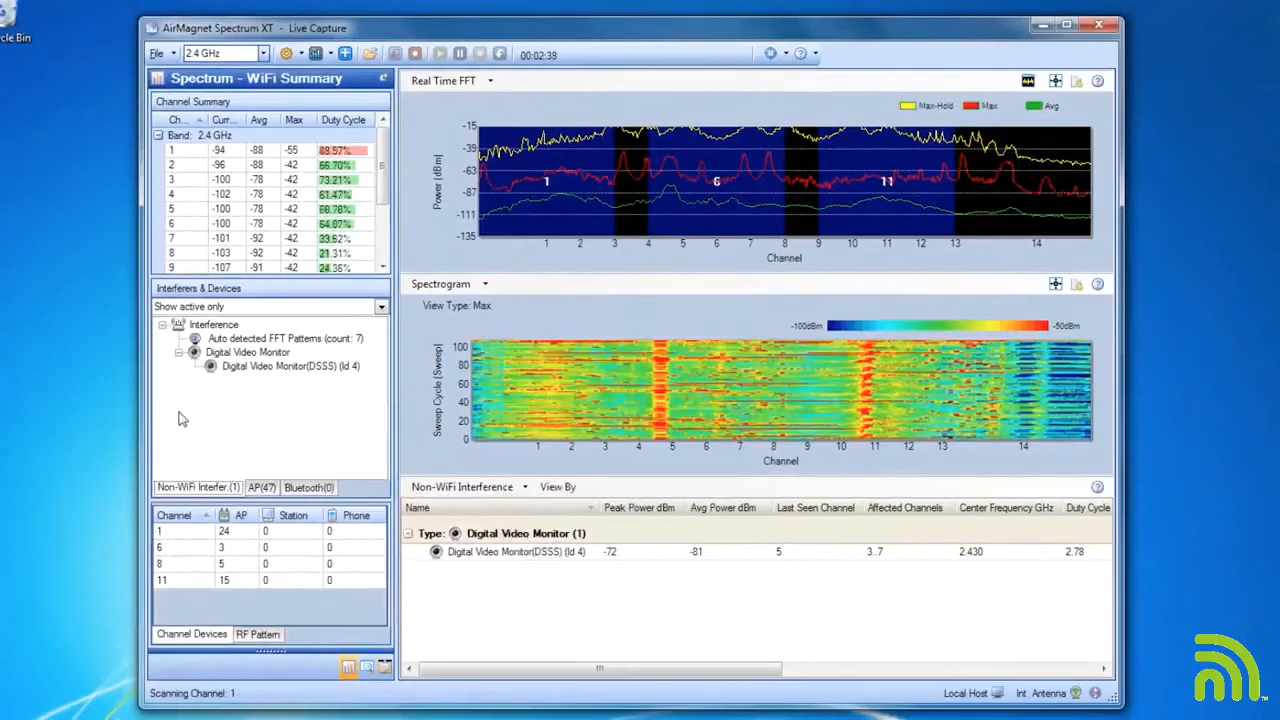 cle Bin
AirMagnet Spectrum XT - Live Capture
File 2.4 GHz 00:02:39
Spectrum - WiFi Summary
Channel Summary
Ch... Curr... Avg Max Duty Cycle
Band: 2.4 GHz
1 -94 -88 -55
2 -96 -88 -42 56.70%
3 -100 -78 -42 73.21%
4 -102 -78 -42 61.47%
5 -100 -78 -42
6 -100 -78 -42
7 -101 -92 -42
8 -103 -92 -42 21.31%
9 -107 -91 -42
Interferers & Devices
Show active only
Interference
Auto detected FFT Patterns (count: 7)
Digital Video Monitor
Digital Video Monitor(DSSS) (Id 4)
Non-WiFi Interfer.(1) AP(47) Bluetooth(0)
Channel AP Station Phone
1 24 0 0
6 3 0 0
8 5 0 0
11 15 0 0
Channel Devices RF Pattern
Scanning Channel: 1
Real Time FFT
Max-Hold Max Avg
Power (dBm)
-15
-39
-63
-87
-111
-135
1 6 11
1 2 3 4 5 6 7 8 9 10 11 12 13 14
Channel
Spectrogram
View Type: Max
-100dBm -50dBm
Sweep Cycle (Sweep)
100
80
60
40
20
0
1 2 3 4 5 6 7 8 9 10 11 12 13 14
Channel
Non-WiFi Interference View By
Name Peak Power dBm Avg Power dBm Last Seen Channel Affected Channels Center Frequency GHz Duty Cycle
Type: Digital Video Monitor (1)
Digital Video Monitor(DSSS) (Id 4) -72 -81 5 3..7 2.430 2.78
Local Host Int. Antenna
TM